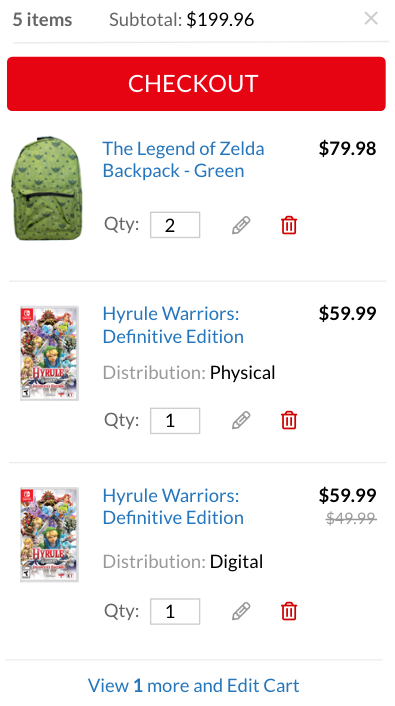 5 items Subtotal: $199.96
CHECKOUT
The Legend of Zelda $79.98
Backpack - Green
Qty: 2
Hyrule Warriors: $59.99
Definitive Edition
Distribution: Physical
HYRULE
Qty: 1
Hyrule Warriors: $59.99
Definitive Edition $49.99
Distribution: Digital
HYRULE
Qty: 1
View 1 more and Edit Cart